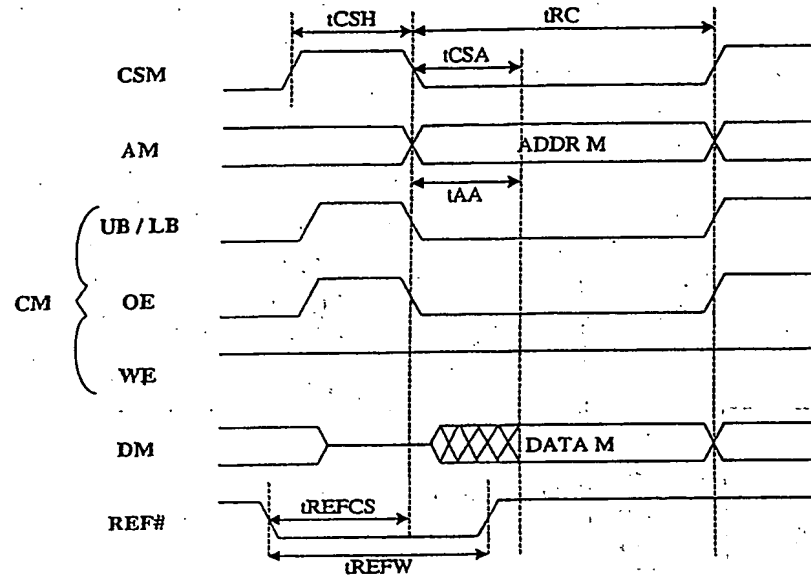 tCSH
tRC
CSM
tCSA
AM
ADDR M
tAA
UB / LB
CM
OE
WE
DM
DATA M
tREFCS
REF#
tREFW